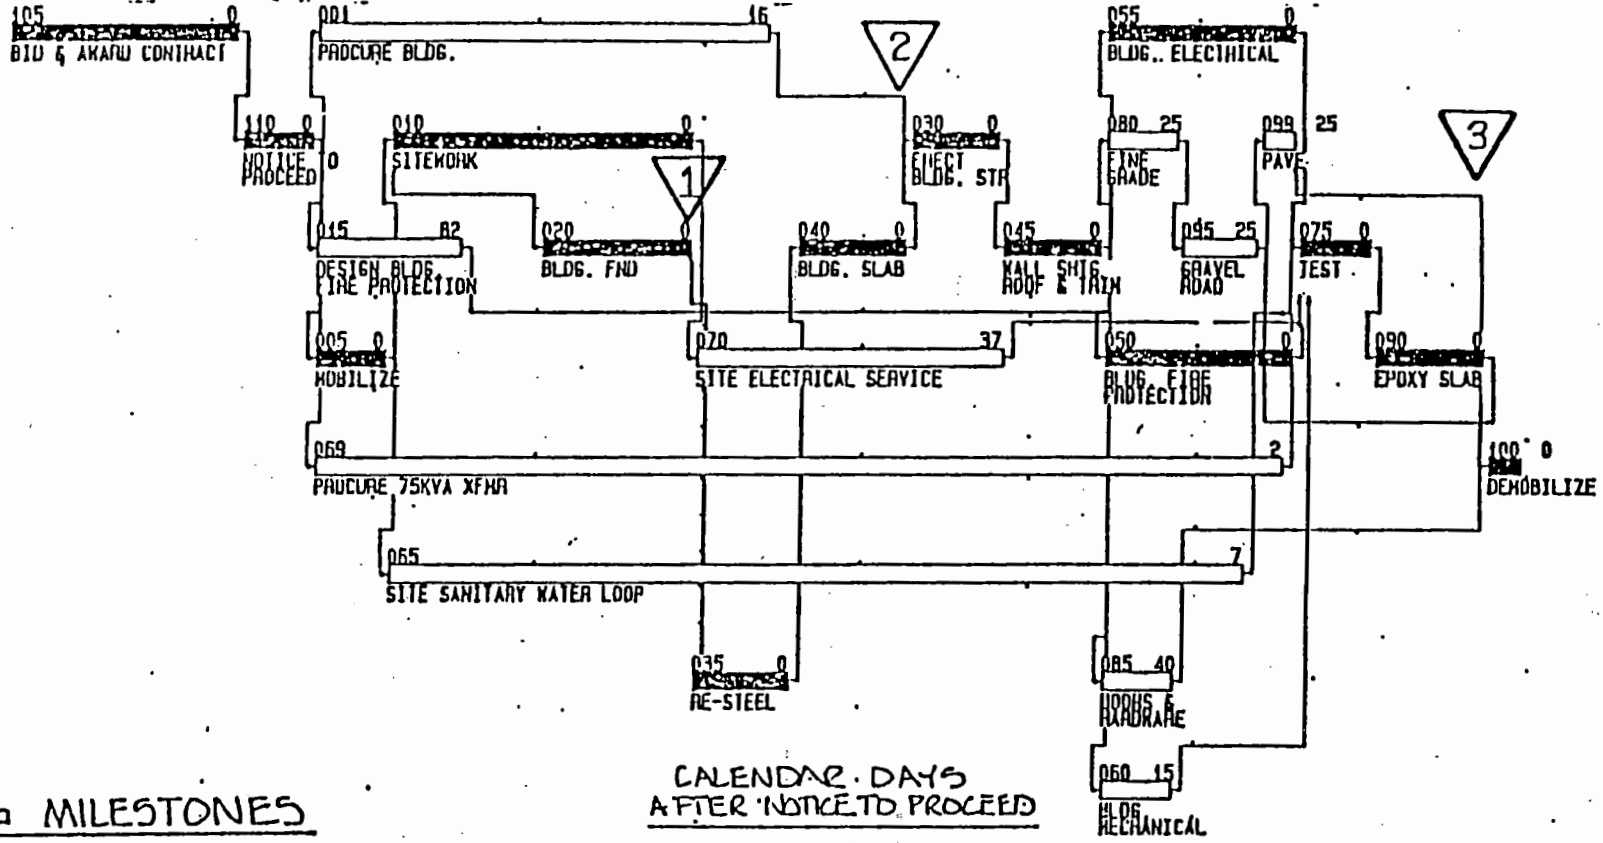 105 0
BID & AWARD CONTRACT
001 16
PROCURE BLDG.
2
055 0
BLDG. ELECTRICAL
110 0
NOTICE 0
PROCEED
010 0
SITEWORK
1
030 0
ERECT
BLDG. STR
080 25
FINE
GRADE
099 25
PAVE
3
015 82
DESIGN BLDG.
FIRE PROTECTION
020 0
BLDG. FND
040 0
BLDG. SLAB
045 0
WALL SHTG
ROOF & TRIM
095 25
GRAVEL
ROAD
075 0
TEST
005 0
MOBILIZE
070 37
SITE ELECTRICAL SERVICE
050 0
BLDG. FIRE
PROTECTION
090 0
EPOXY SLAB
069 2
PROCURE 75KVA XFMR
100 0
DEMOBILIZE
065 7
SITE SANITARY WATER LOOP
035 0
RE-STEEL
085 40
DOORS &
HARDWARE
060 15
BLDG
MECHANICAL
MILESTONES
CALENDAR DAYS
AFTER NOTICE TO PROCEED